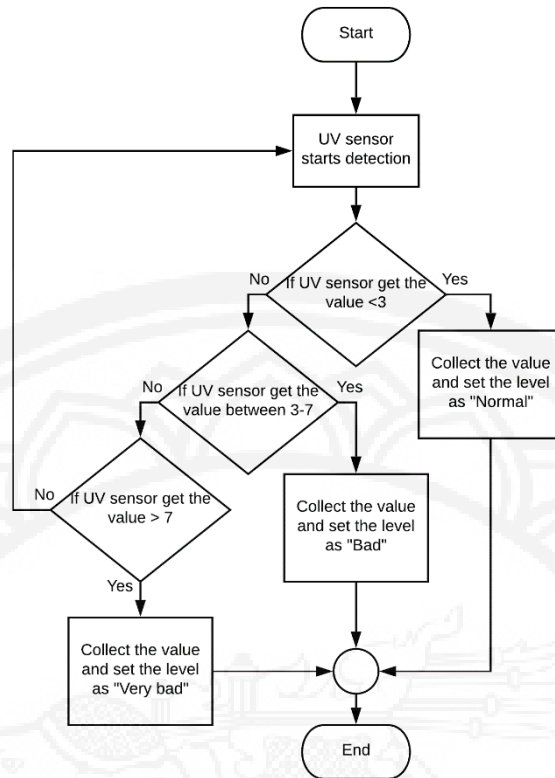 Start
UV sensor
starts detection
No
If UV sensor get the
value <3
Yes
Collect the value
and set the level
as "Normal"
No
If UV sensor get the
value between 3-7
Yes
Collect the value
and set the level
as "Bad"
No
If UV sensor get the
value > 7
Yes
Collect the value
and set the level
as "Very bad"
End